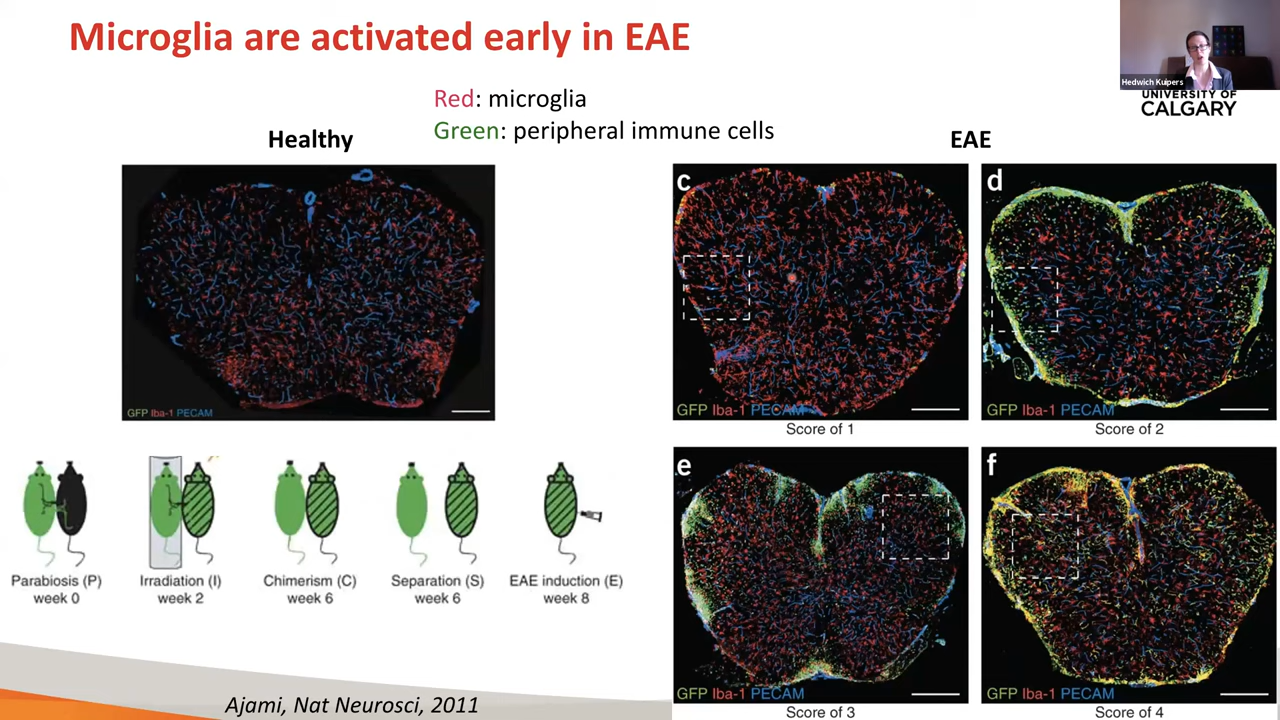 Microglia are activated early in EAE
Hedwich Kuipers
UNIVERSITY OF
CALGARY
Red: microglia
Green: peripheral immune cells
Healthy
EAE
GFP Iba-1 PECAM
c
GFP Iba-1 PECAM
Score of 1
d
GFP Iba-1 PECAM
Score of 2
e
GFP Iba-1 PECAM
Score of 3
f
GFP Iba-1 PECAM
Score of 4
Parabiosis (P)
week 0
Irradiation (I)
week 2
Chimerism (C)
week 6
Separation (S)
week 6
EAE induction (E)
week 8
Ajami, Nat Neurosci, 2011